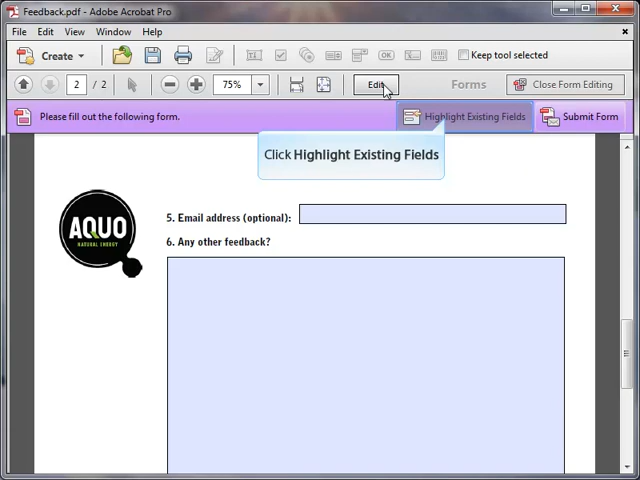 Feedback.pdf - Adobe Acrobat Pro
File Edit View Window Help
Create
OK
Keep tool selected
2 / 2
75%
Edit
Forms
Close Form Editing
Please fill out the following form.
Highlight Existing Fields
Submit Form
Click Highlight Existing Fields
AQUO
NATURAL ENERGY
5. Email address (optional):
6. Any other feedback?